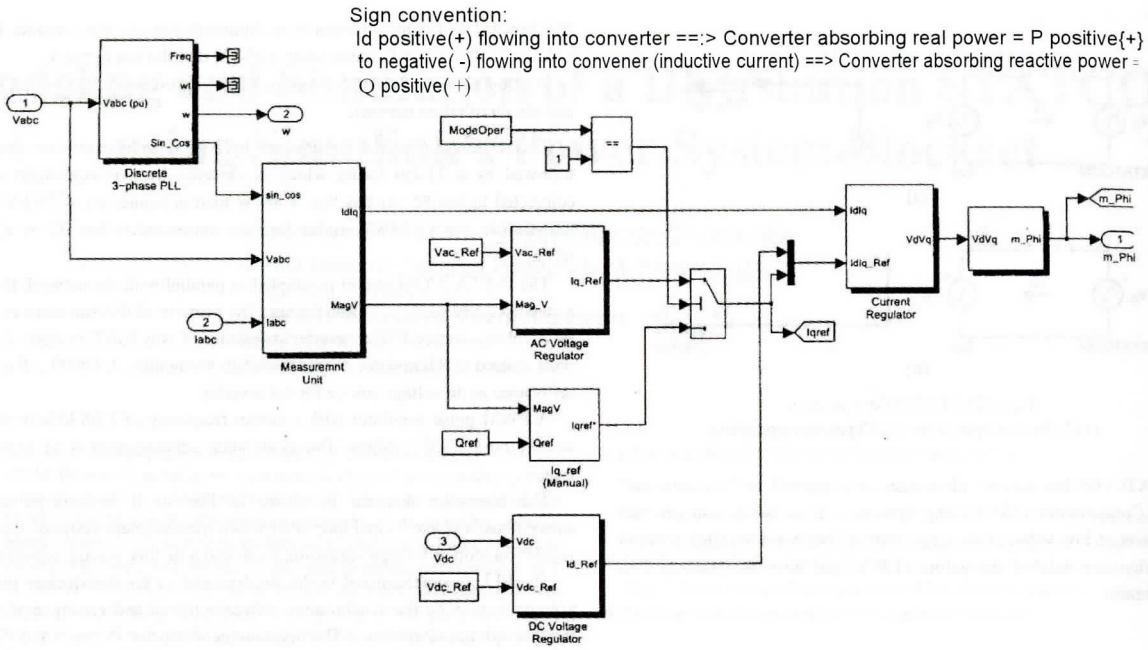 Sign convention:
Id positive(+) flowing into converter ==:> Converter absorbing real power = P positive{+}
to negative( -) flowing into convener (inductive current) ==> Converter absorbing reactive power =
Q positive( +)
1
Vabc
Vabc (pu)
Freq
wt
w
Sin_Cos
Discrete
3-phase PLL
2
w
ModeOper
1
==
sin_cos
Vabc
Iabc
IdIq
MagV
Measuremnt
Unit
2
Iabc
Vac_Ref
Vac_Ref
Mag_V
Iq_Ref
AC Voltage
Regulator
MagV
Qref
Iqref*
Qref
Iq_ref
(Manual)
3
Vdc
Vdc_Ref
Vdc
Vdc_Ref
Id_Ref
DC Voltage
Regulator
Iqref
IdIq
IdIq_Ref
VdVq
Current
Regulator
VdVq
m_Phi
m_Phi
1
m_Phi